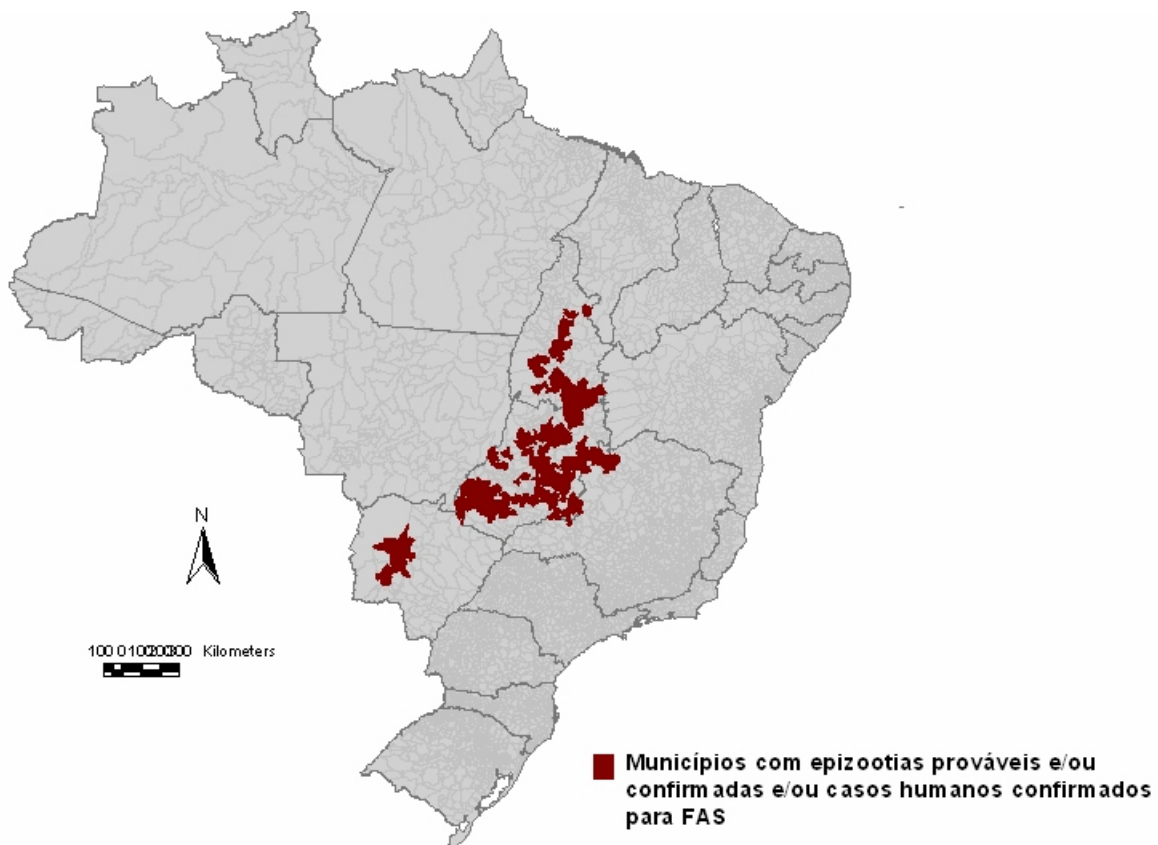 N
Kilometers
Municípios com epizootias prováveis e/ou
confirmadas e/ou casos humanos confirmados
para FAS